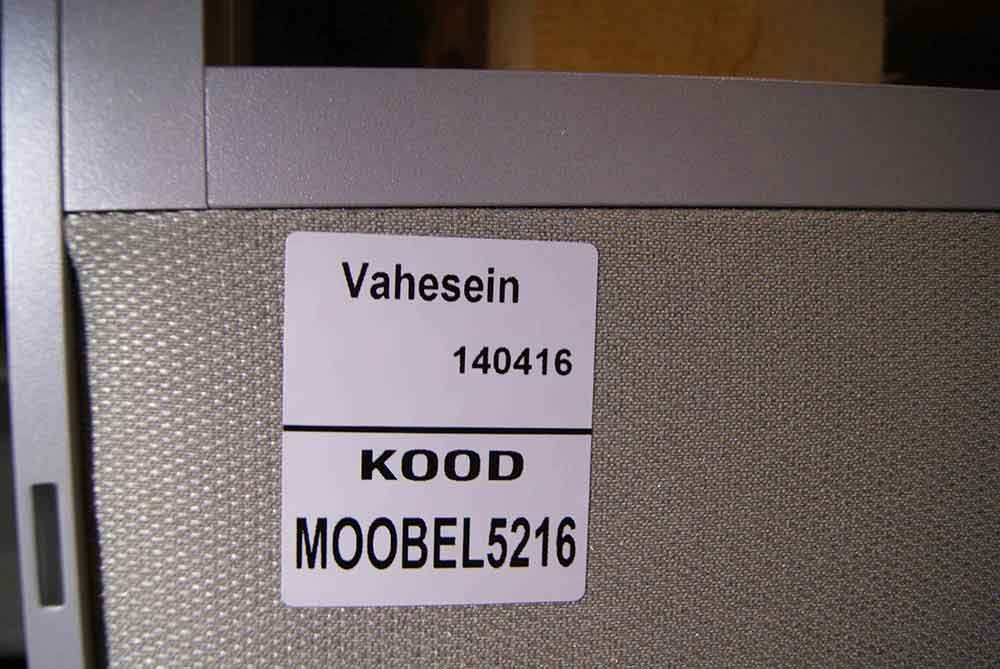 Vahesein
140416
KOOD
MOOBEL5216